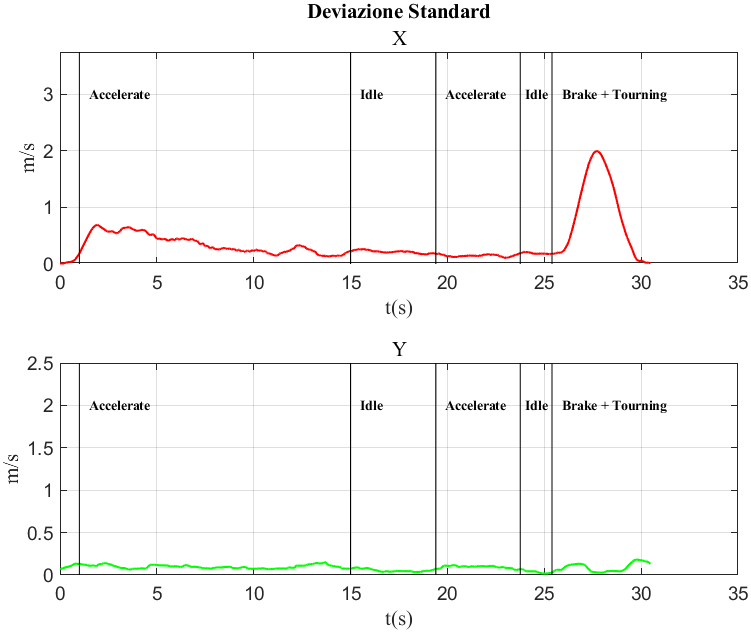 Deviazione Standard
X
m/s
3
2
1
0
Accelerate
Idle
Accelerate
Idle
Brake + Tourning
0 5 10 15 20 25 30 35
t(s)
Y
m/s
2.5
2
1.5
1
0.5
0
Accelerate
Idle
Accelerate
Idle
Brake + Tourning
0 5 10 15 20 25 30 35
t(s)